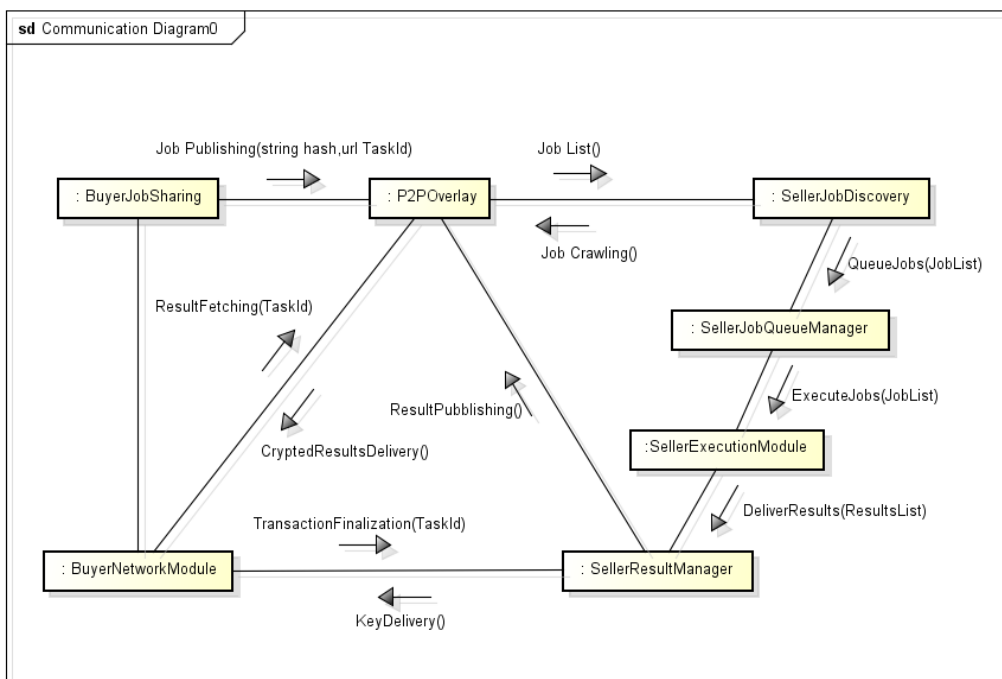 sd Communication Diagram0
Job Publishing(string hash,url TaskId)
Job List()
: BuyerJobSharing
: P2POverlay
: SellerJobDiscovery
Job Crawling()
QueueJobs(JobList)
ResultFetching(TaskId)
: SellerJobQueueManager
ExecuteJobs(JobList)
ResultPubblishing()
:SellerExecutionModule
CryptedResultsDelivery()
DeliverResults(ResultsList)
TransactionFinalization(TaskId)
: BuyerNetworkModule
: SellerResultManager
KeyDelivery()